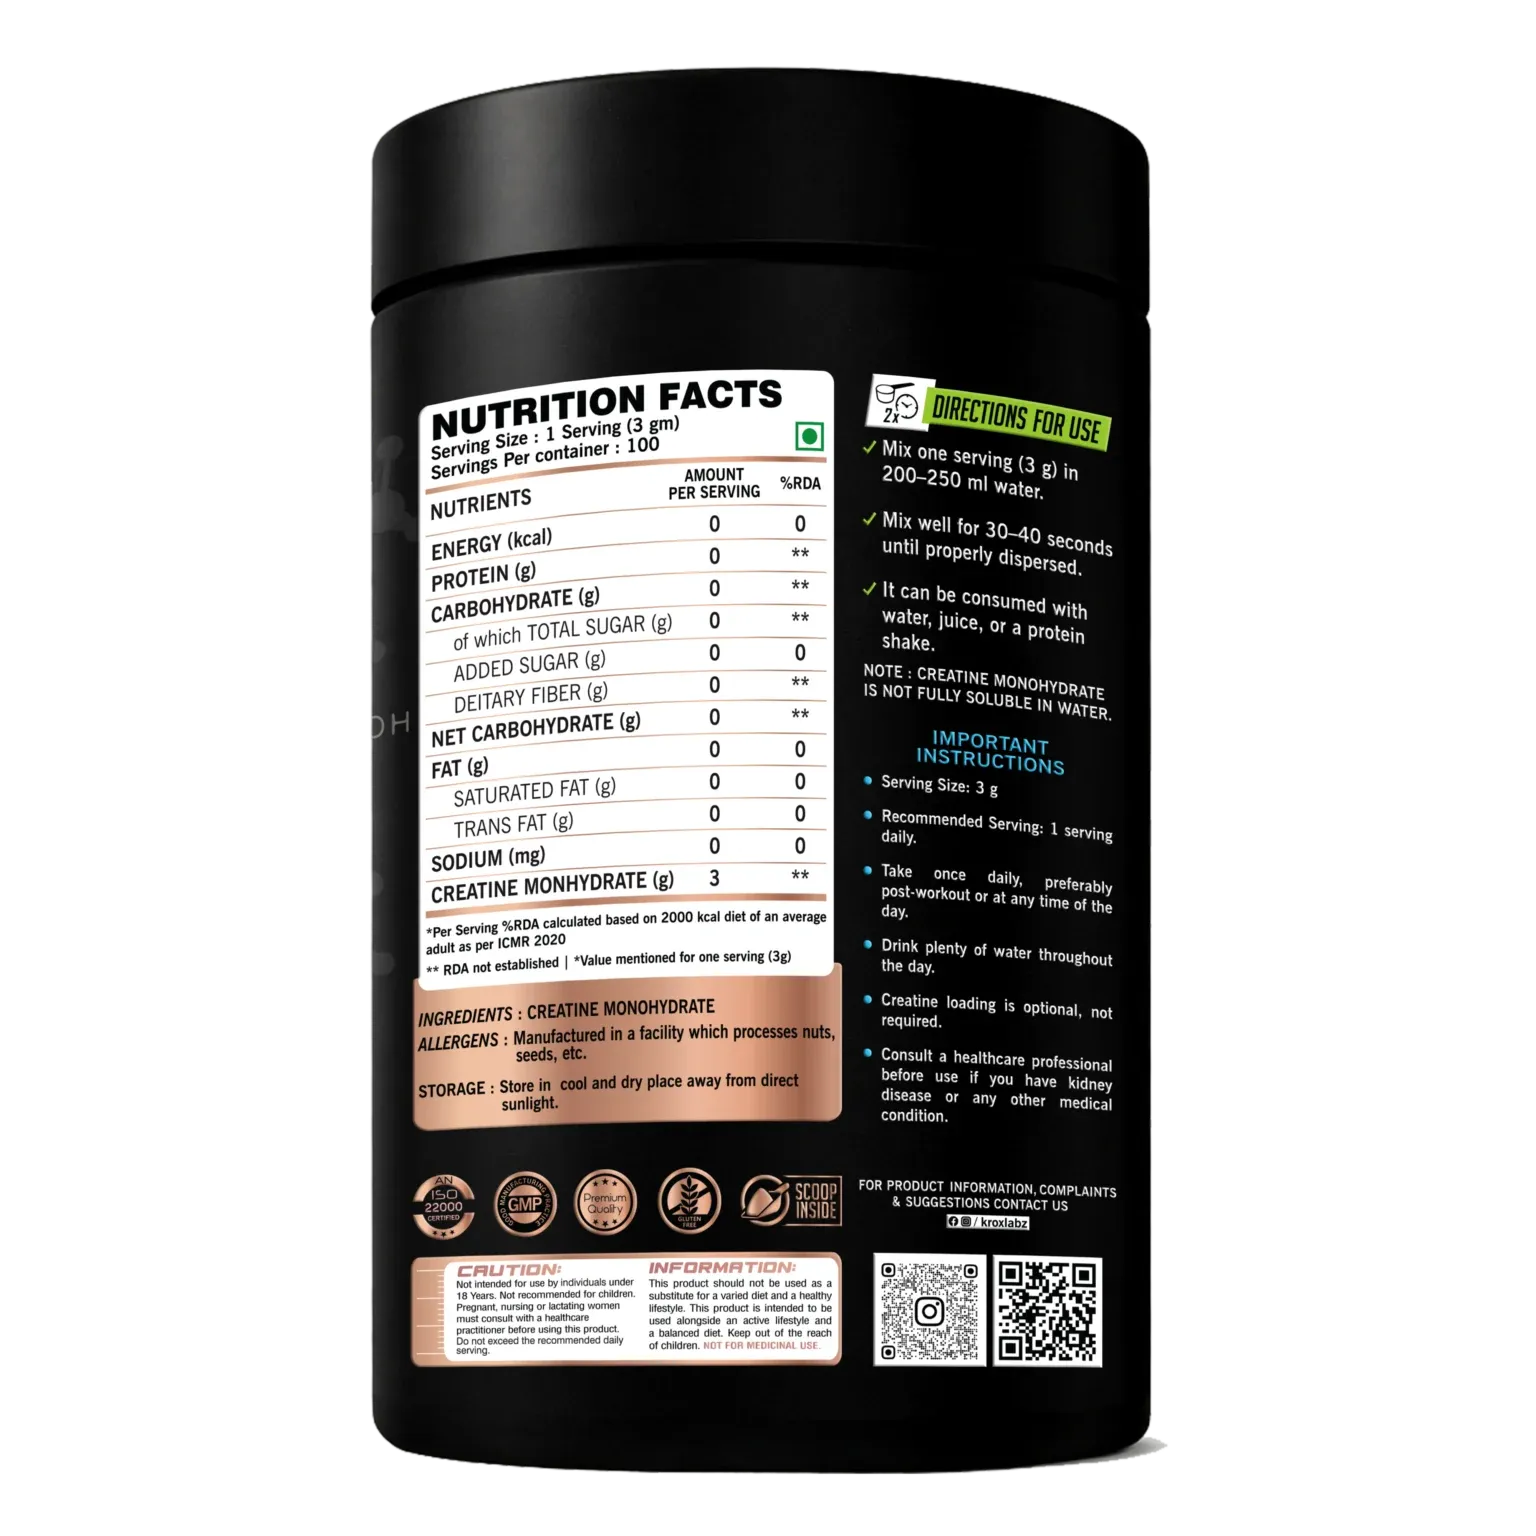 NUTRITION FACTS
Serving Size : 1 Serving (3 gm)
Servings Per container : 100
NUTRIENTS AMOUNT PER SERVING %RDA
ENERGY (kcal) 0 0
PROTEIN (g) 0 **
CARBOHYDRATE (g) 0 **
of which TOTAL SUGAR (g) 0 **
ADDED SUGAR (g) 0 0
DEITARY FIBER (g) 0 **
NET CARBOHYDRATE (g) 0 **
FAT (g) 0 0
SATURATED FAT (g) 0 0
TRANS FAT (g) 0 0
SODIUM (mg) 0 0
CREATINE MONHYDRATE (g) 3 **
*Per Serving %RDA calculated based on 2000 kcal diet of an average
adult as per ICMR 2020
** RDA not established | *Value mentioned for one serving (3g)
INGREDIENTS : CREATINE MONOHYDRATE
ALLERGENS : Manufactured in a facility which processes nuts,
seeds, etc.
STORAGE : Store in cool and dry place away from direct
sunlight.
AN
ISO
22000
CERTIFIED
GOOD MANUFACTURING PRACTICE
GMP
Premium
Quality
GLUTEN
FREE
SCOOP
INSIDE
CAUTION:
Not intended for use by individuals under
18 Years. Not recommended for children.
Pregnant, nursing or lactating women
must consult with a healthcare
practitioner before using this product.
Do not exceed the recommended daily
serving.
INFORMATION:
This product should not be used as a
substitute for a varied diet and a healthy
lifestyle. This product is intended to be
used alongside an active lifestyle and
a balanced diet. Keep out of the reach
of children. NOT FOR MEDICINAL USE.
2x
DIRECTIONS FOR USE
Mix one serving (3 g) in
200–250 ml water.
Mix well for 30–40 seconds
until properly dispersed.
It can be consumed with
water, juice, or a protein
shake.
NOTE : CREATINE MONOHYDRATE
IS NOT FULLY SOLUBLE IN WATER.
IMPORTANT
INSTRUCTIONS
Serving Size: 3 g
Recommended Serving: 1 serving
daily.
Take once daily, preferably
post-workout or at any time of the
day.
Drink plenty of water throughout
the day.
Creatine loading is optional, not
required.
Consult a healthcare professional
before use if you have kidney
disease or any other medical
condition.
FOR PRODUCT INFORMATION, COMPLAINTS
& SUGGESTIONS CONTACT US
/ kroxlabz
OH